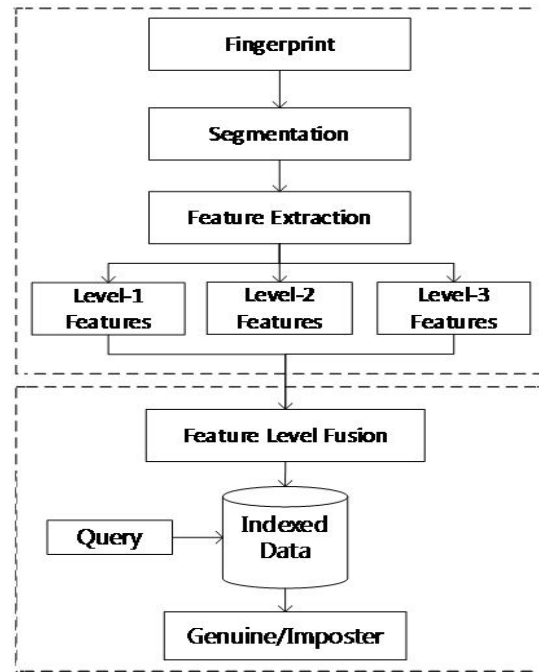 Fingerprint
Segmentation
Feature Extraction
Level-1
Features
Level-2
Features
Level-3
Features
Feature Level Fusion
Query
Indexed
Data
Genuine/Imposter